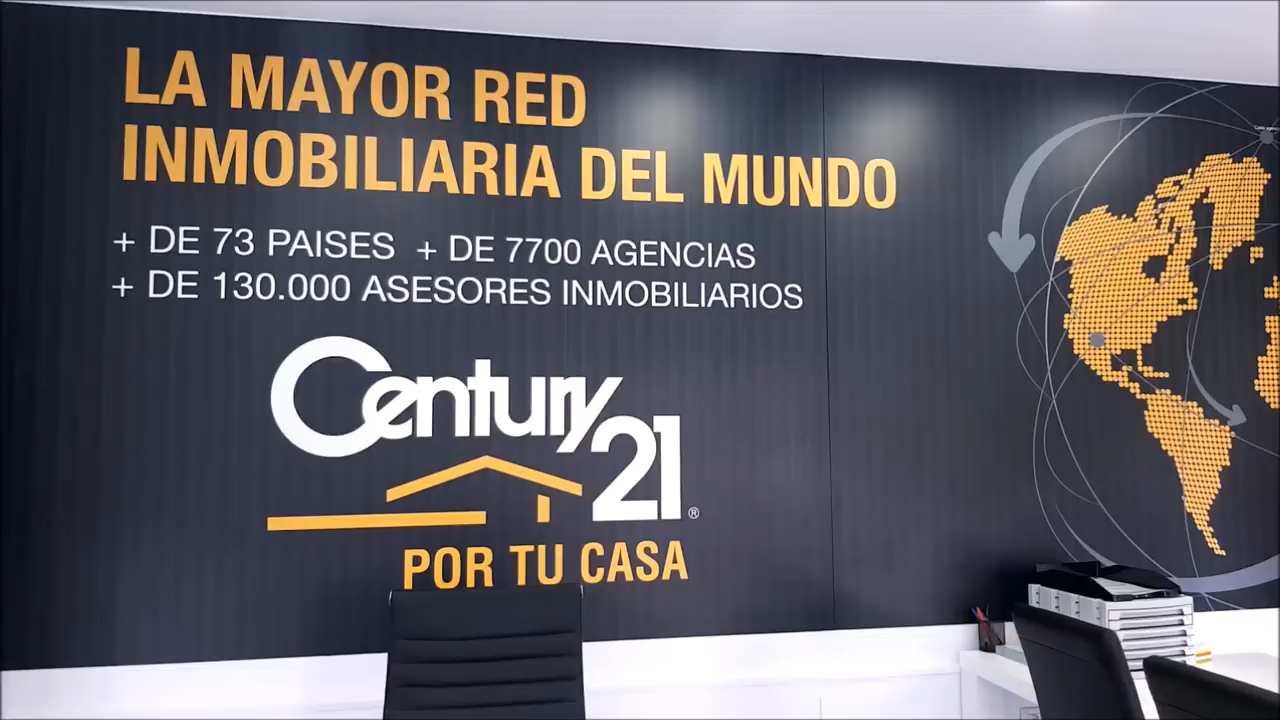 LA MAYOR RED
INMOBILIARIA DEL MUNDO
+ DE 73 PAISES + DE 7700 AGENCIAS
+ DE 130.000 ASESORES INMOBILIARIOS
Century
21®
POR TU CASA